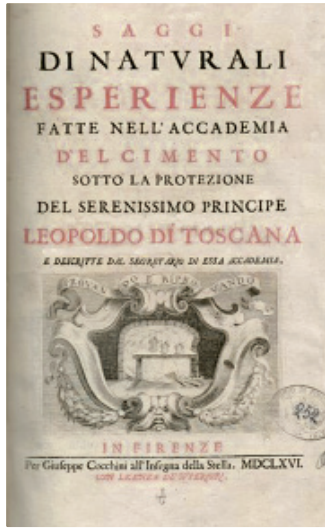 SAGGI
DI NATVRALI
ESPERIENZE
FATTE NELL'ACCADEMIA
DEL CIMENTO
SOTTO LA PROTEZIONE
DEL SERENISSIMO PRINCIPE
LEOPOLDO DI TOSCANA
E DESCRITTE DAL SEGRETARIO DI ESSA ACCADEMIA.
PROVANDO E RIPROVANDO
252
IN FIRENZE
Per Giuseppe Cocchini all'Insegna della Stella. MDCLXVI.
CON LICENZA DE' SVPERIORI.